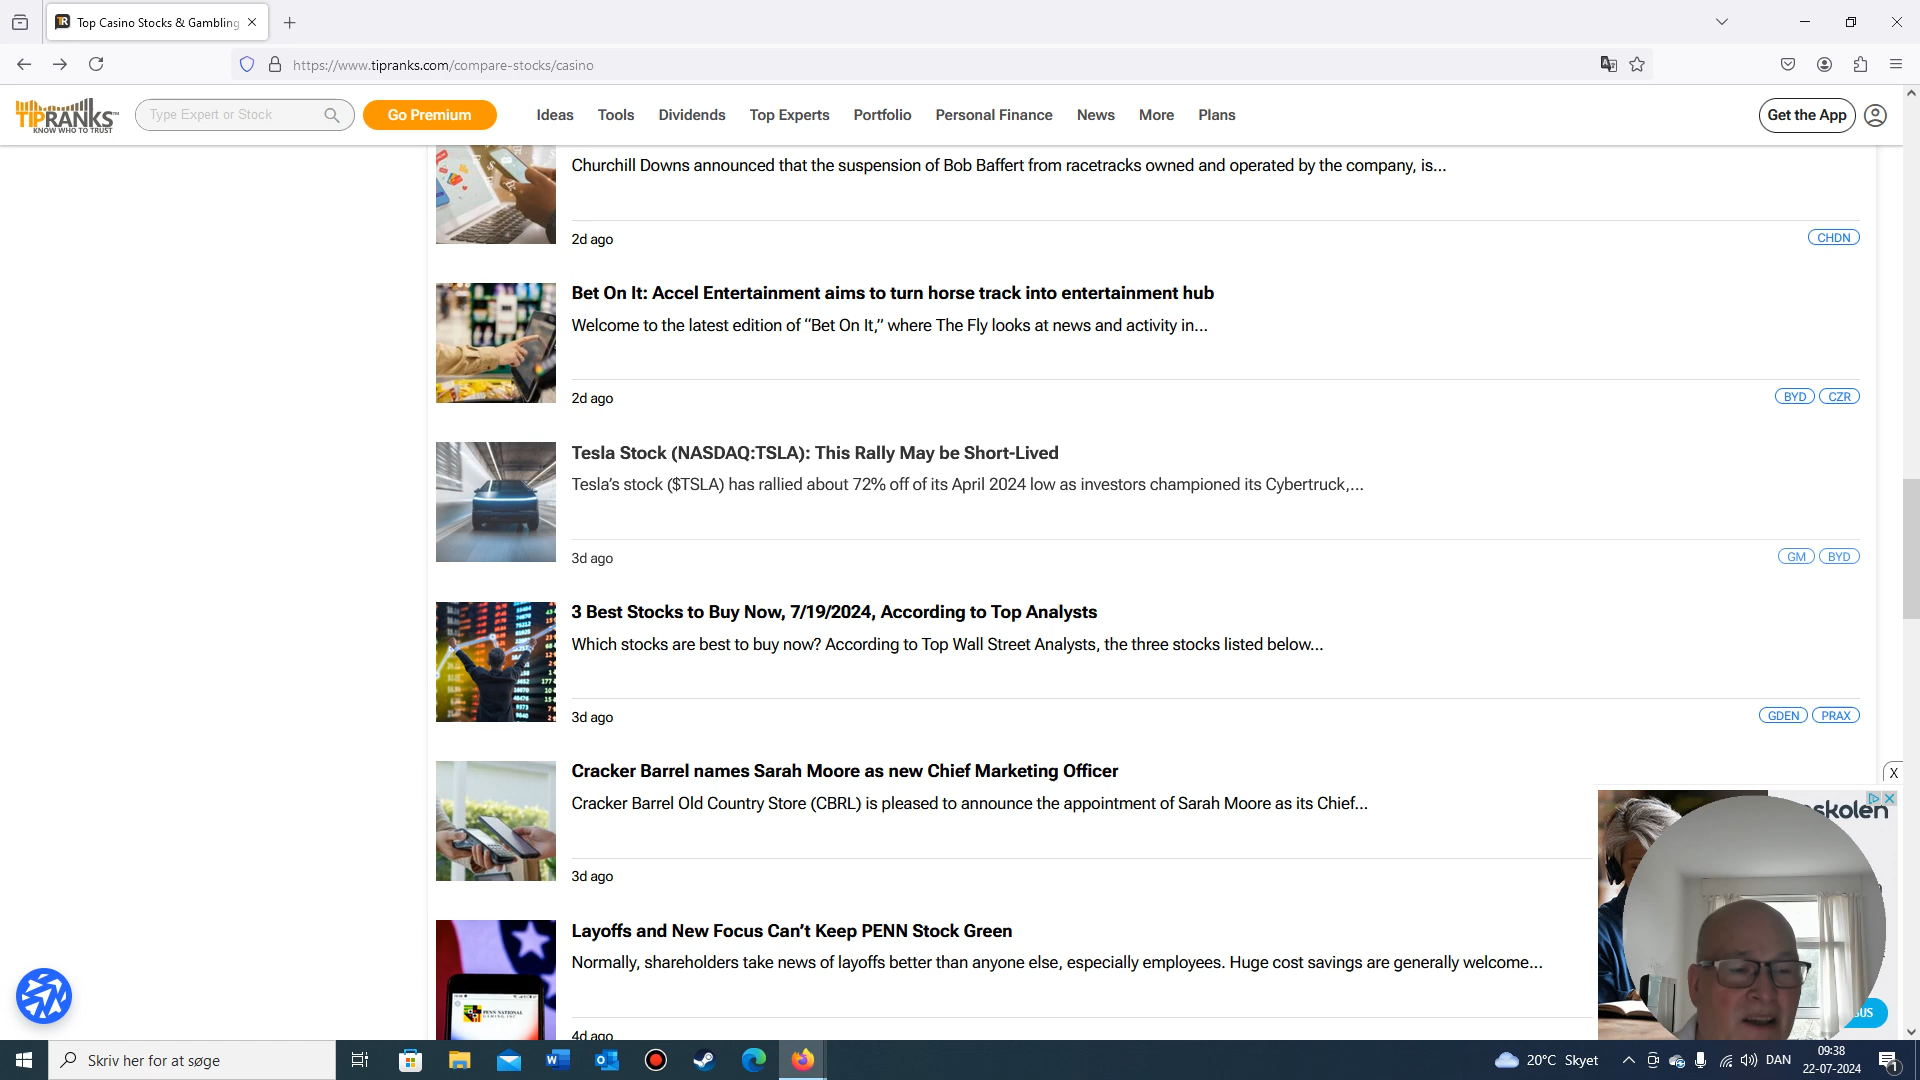 Top Casino Stocks & Gambling
https://www.tipranks.com/compare-stocks/casino
TIPRANKS
KNOW WHO TO TRUST
Type Expert or Stock
Go Premium
Ideas
Tools
Dividends
Top Experts
Portfolio
Personal Finance
News
More
Plans
Get the App
Churchill Downs announced that the suspension of Bob Baffert from racetracks owned and operated by the company, is...
2d ago
CHDN
Bet On It: Accel Entertainment aims to turn horse track into entertainment hub
Welcome to the latest edition of “Bet On It,” where The Fly looks at news and activity in...
2d ago
BYD CZR
Tesla Stock (NASDAQ:TSLA): This Rally May be Short-Lived
Tesla’s stock ($TSLA) has rallied about 72% off of its April 2024 low as investors championed its Cybertruck,...
3d ago
GM BYD
3 Best Stocks to Buy Now, 7/19/2024, According to Top Analysts
Which stocks are best to buy now? According to Top Wall Street Analysts, the three stocks listed below...
3d ago
GDEN PRAX
Cracker Barrel names Sarah Moore as new Chief Marketing Officer
Cracker Barrel Old Country Store (CBRL) is pleased to announce the appointment of Sarah Moore as its Chief...
3d ago
X
skolen
Layoffs and New Focus Can’t Keep PENN Stock Green
Normally, shareholders take news of layoffs better than anyone else, especially employees. Huge cost savings are generally welcome...
4d ago
PENN NATIONAL
Skriv her for at søge
20°C Skyet
DAN
09:38
22-07-2024
1